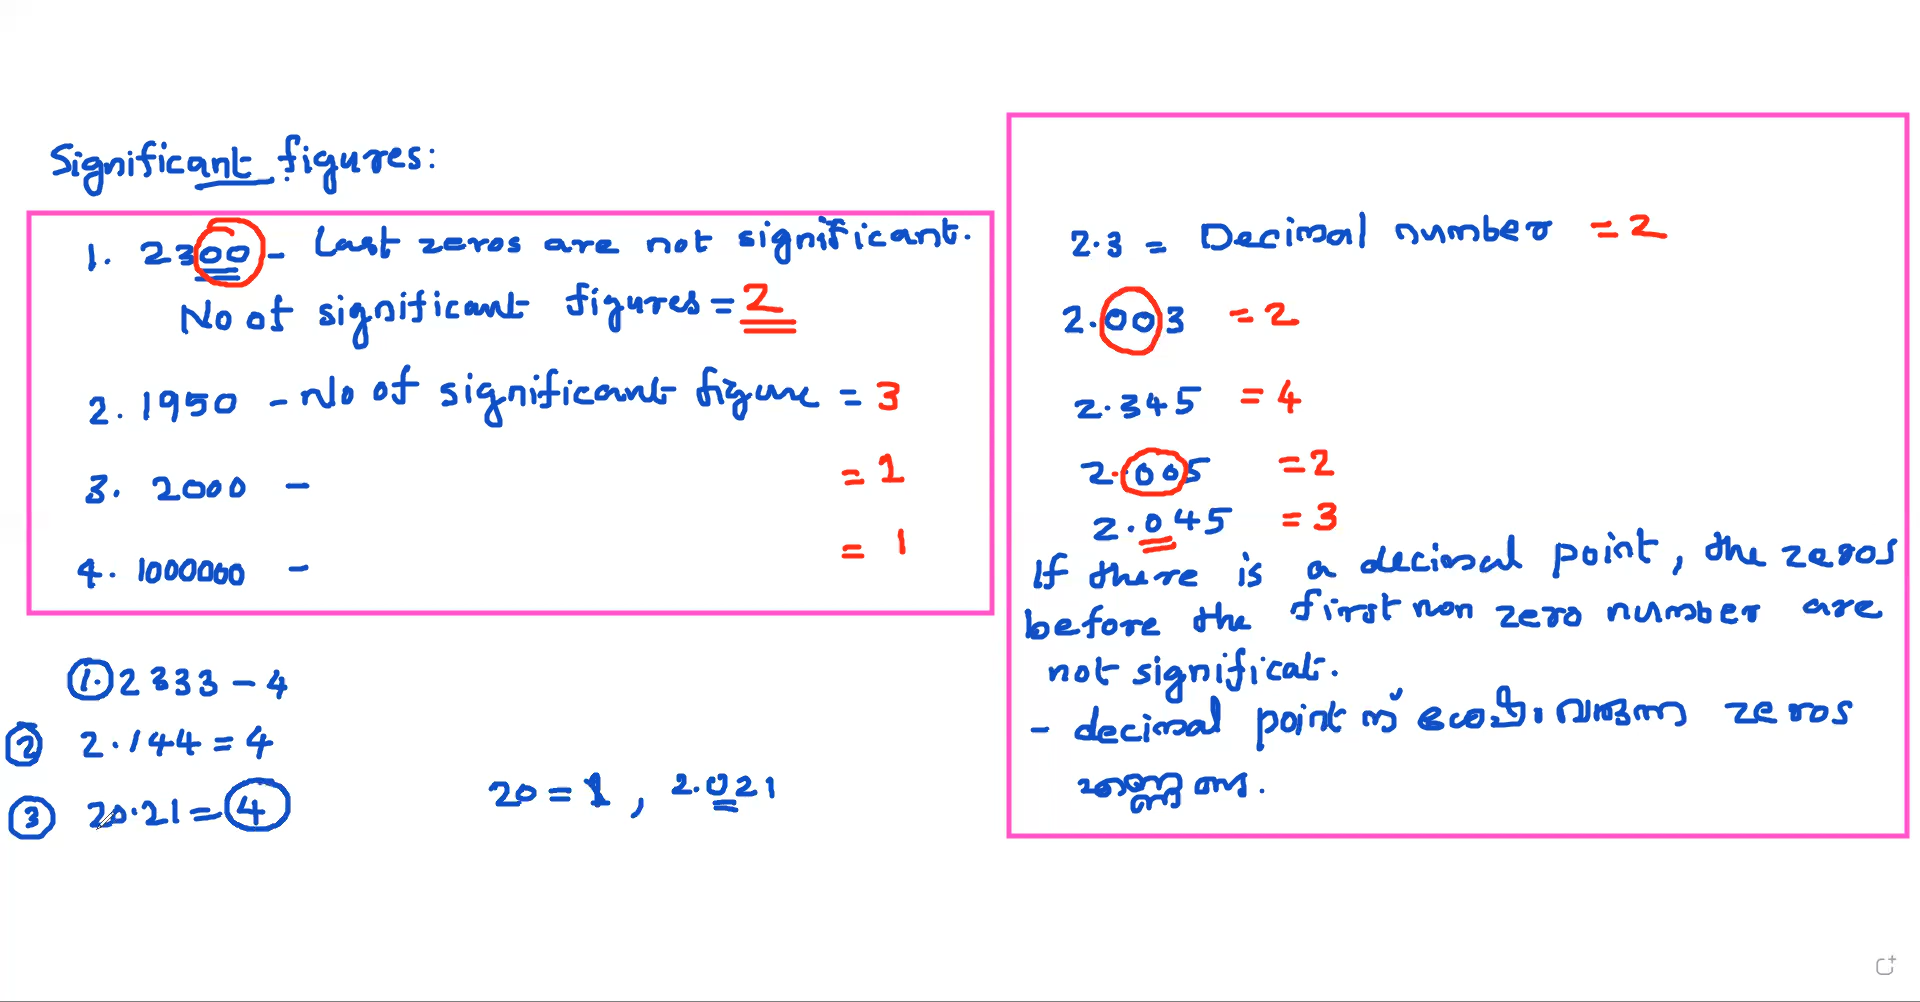 Significant figures:
1. 2300 - Last zeros are not significant.
No of significant figures = 2
2. 1950 - No of significant figure = 3
3. 2000 - = 1
4. 1000000 - = 1
1. 2333 - 4
2 2.144 = 4
3 20.21 = 4
20 = 1 , 2.021
2.3 = Decimal number = 2
2.003 = 2
2.345 = 4
2.005 = 2
2.045 = 3
If there is a decimal point, the zeros
before the first non zero number are
not significat.
- decimal point zeros